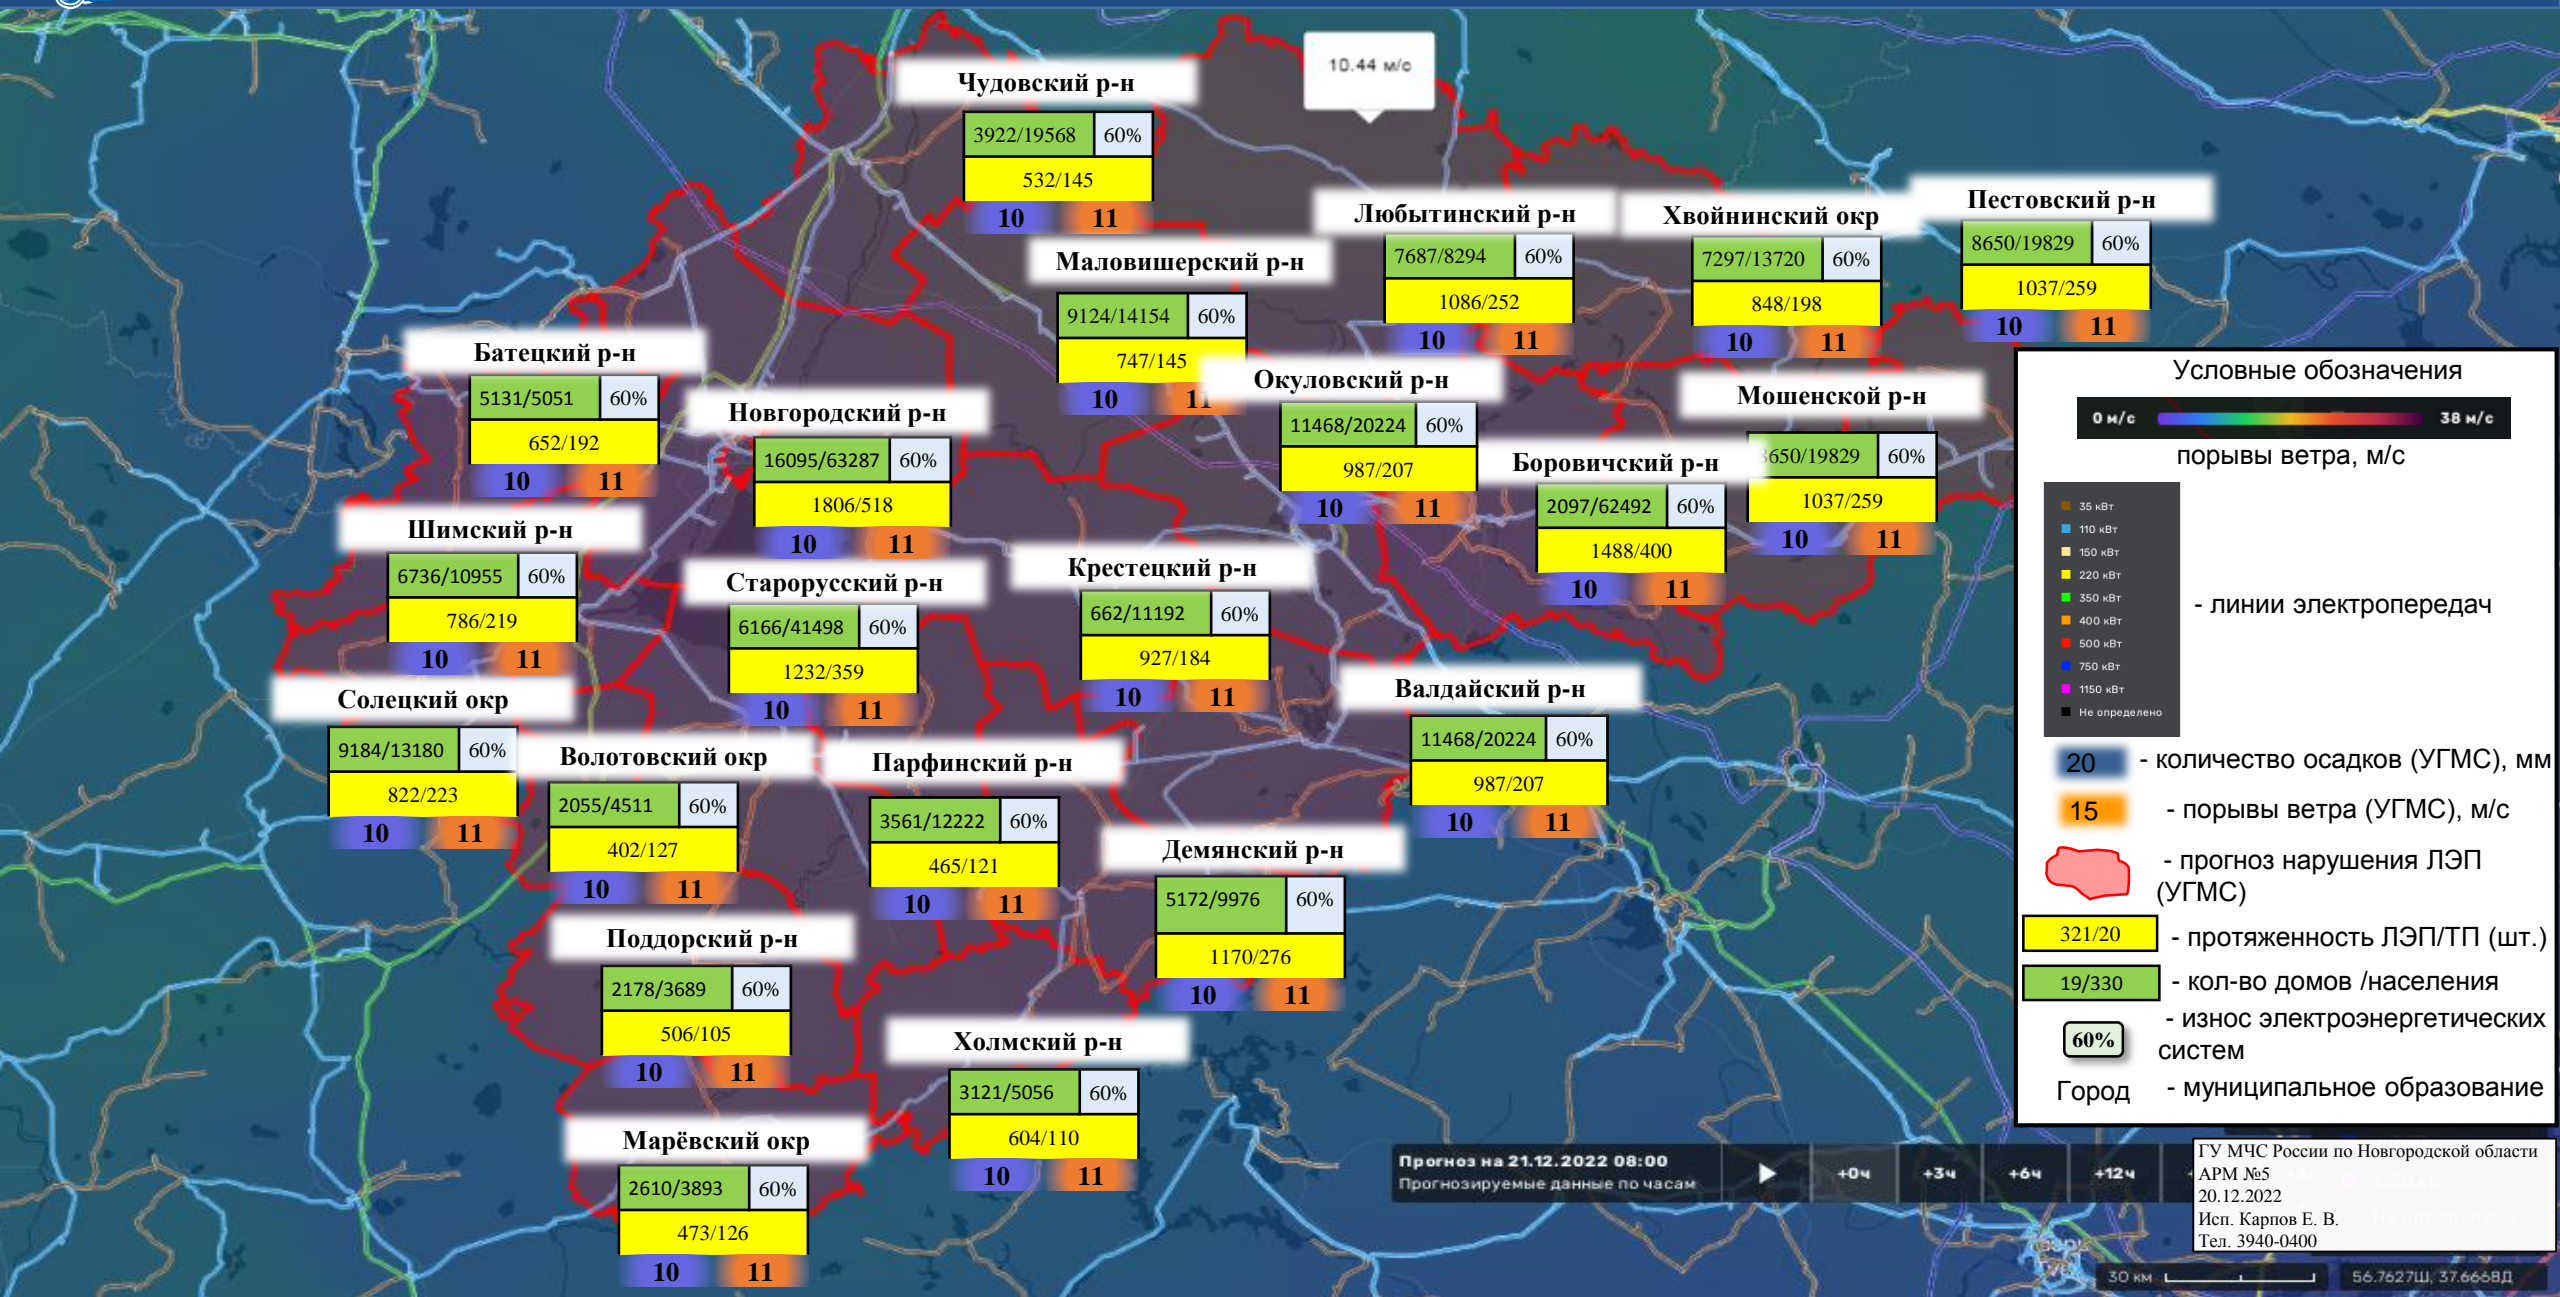 10.44 м/с
Чудовский р-н
3922/19568 60%
532/145
10 11
Любытинский р-н
7687/8294 60%
1086/252
10 11
Хвойнинский окр
7297/13720 60%
848/198
10 11
Пестовский р-н
8650/19829 60%
1037/259
10 11
Маловишерский р-н
9124/14154 60%
747/145
10 11
Батецкий р-н
5131/5051 60%
652/192
10 11
Новгородский р-н
16095/63287 60%
1806/518
10 11
Окуловский р-н
11468/20224 60%
987/207
10 11
Мошенской р-н
650/19829 60%
1037/259
10 11
Боровичский р-н
2097/62492 60%
1488/400
10 11
Шимский р-н
6736/10955 60%
786/219
10 11
Старорусский р-н
6166/41498 60%
1232/359
10 11
Крестецкий р-н
662/11192 60%
927/184
10 11
Солецкий окр
9184/13180 60%
822/223
10 11
Волотовский окр
2055/4511 60%
402/127
10 11
Парфинский р-н
3561/12222 60%
465/121
10 11
Валдайский р-н
11468/20224 60%
987/207
10 11
Демянский р-н
5172/9976 60%
1170/276
10 11
Поддорский р-н
2178/3689 60%
506/105
10 11
Холмский р-н
3121/5056 60%
604/110
10 11
Марёвский окр
2610/3893 60%
473/126
10 11
Условные обозначения
0 м/с 38 м/с
порывы ветра, м/с
35 кВт
110 кВт
150 кВт
220 кВт
350 кВт
400 кВт
500 кВт
750 кВт
1150 кВт
Не определено
- линии электропередач
20 - количество осадков (УГМС), мм
15 - порывы ветра (УГМС), м/с
- прогноз нарушения ЛЭП
(УГМС)
321/20 - протяженность ЛЭП/ТП (шт.)
19/330 - кол-во домов /населения
60% - износ электроэнергетических
систем
Город - муниципальное образование
Прогноз на 21.12.2022 08:00
Прогнозируемые данные по часам
+0ч +3ч +6ч +12ч
ГУ МЧС России по Новгородской области
АРМ №5
20.12.2022
Исп. Карпов Е. В.
Тел. 3940-0400
30 км
56.7627Ш, 37.6668Д